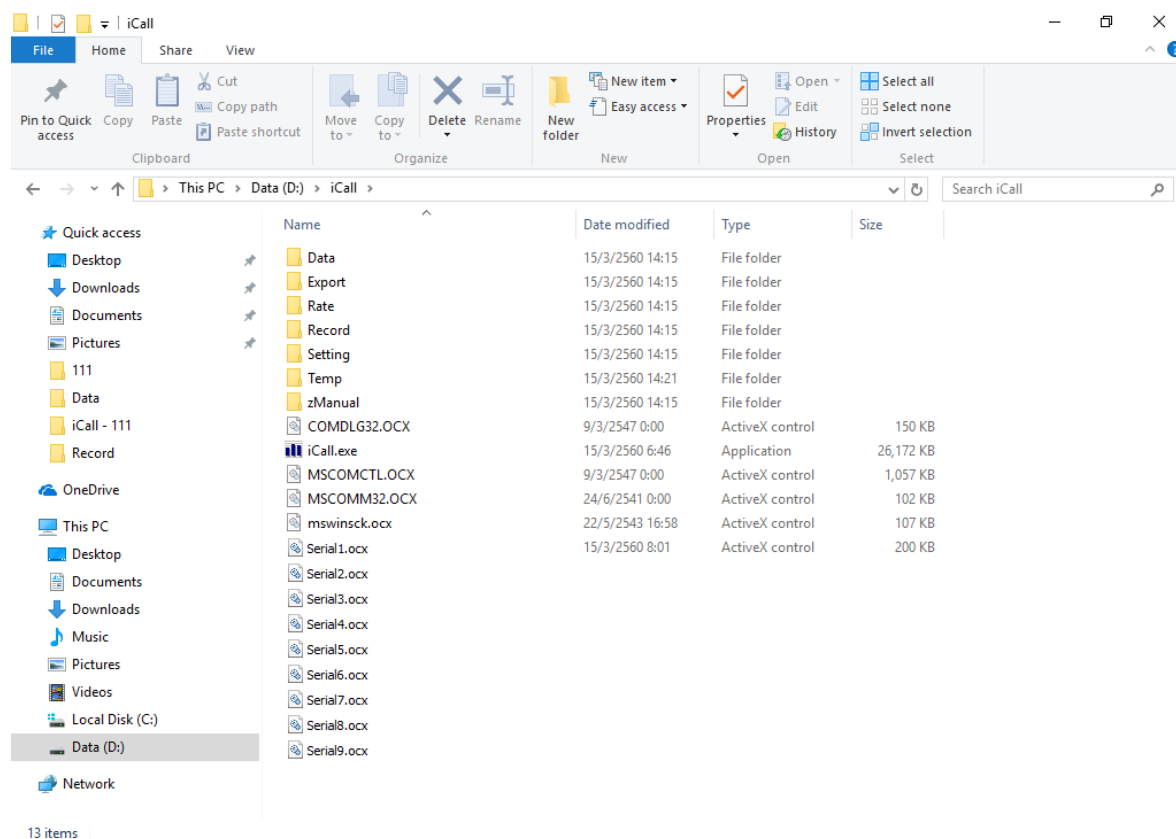 iCall
File Home Share View
Pin to Quick access
Copy
Paste
Cut
Copy path
Paste shortcut
Clipboard
Move to
Copy to
Delete
Rename
Organize
New folder
New item
Easy access
New
Properties
Open
Edit
History
Open
Select all
Select none
Invert selection
Select
This PC > Data (D:) > iCall >
Search iCall
Quick access
Desktop
Downloads
Documents
Pictures
111
Data
iCall - 111
Record
OneDrive
This PC
Desktop
Documents
Downloads
Music
Pictures
Videos
Local Disk (C:)
Data (D:)
Network
Name Date modified Type Size
Data 15/3/2560 14:15 File folder
Export 15/3/2560 14:15 File folder
Rate 15/3/2560 14:15 File folder
Record 15/3/2560 14:15 File folder
Setting 15/3/2560 14:15 File folder
Temp 15/3/2560 14:21 File folder
zManual 15/3/2560 14:15 File folder
COMDLG32.OCX 9/3/2547 0:00 ActiveX control 150 KB
iCall.exe 15/3/2560 6:46 Application 26,172 KB
MSCOMCTL.OCX 9/3/2547 0:00 ActiveX control 1,057 KB
MSCOMM32.OCX 24/6/2541 0:00 ActiveX control 102 KB
mswinsck.ocx 22/5/2543 16:58 ActiveX control 107 KB
Serial1.ocx 15/3/2560 8:01 ActiveX control 200 KB
Serial2.ocx
Serial3.ocx
Serial4.ocx
Serial5.ocx
Serial6.ocx
Serial7.ocx
Serial8.ocx
Serial9.ocx
13 items